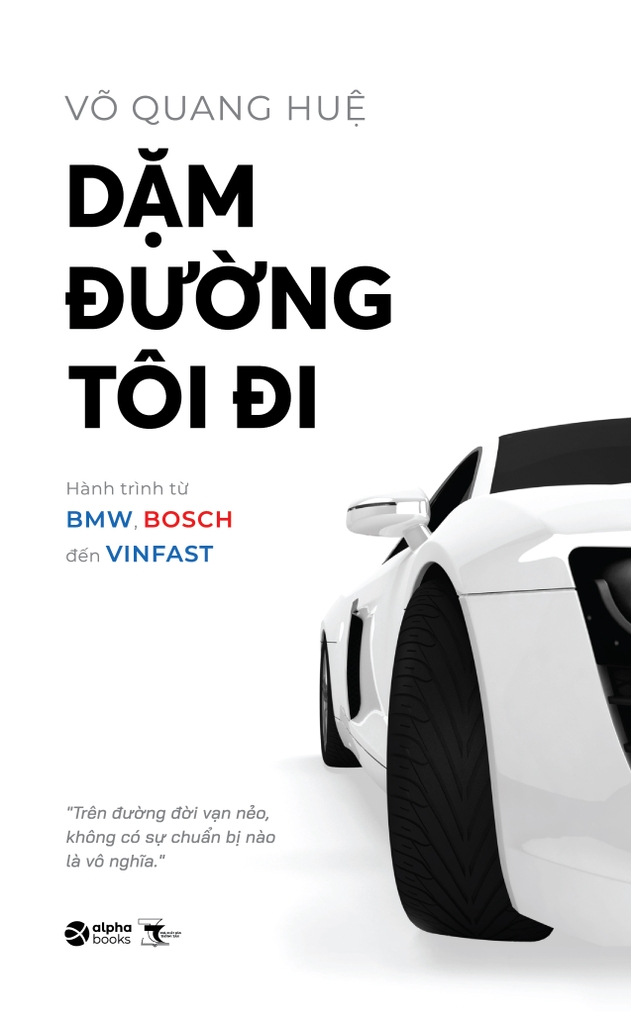 VÕ QUANG HUỆ
DẶM
ĐƯỜNG
TÔI ĐI
Hành trình từ
BMW, BOSCH
đến VINFAST
"Trên đường đời vạn nẻo,
không có sự chuẩn bị nào
là vô nghĩa."
alpha
books